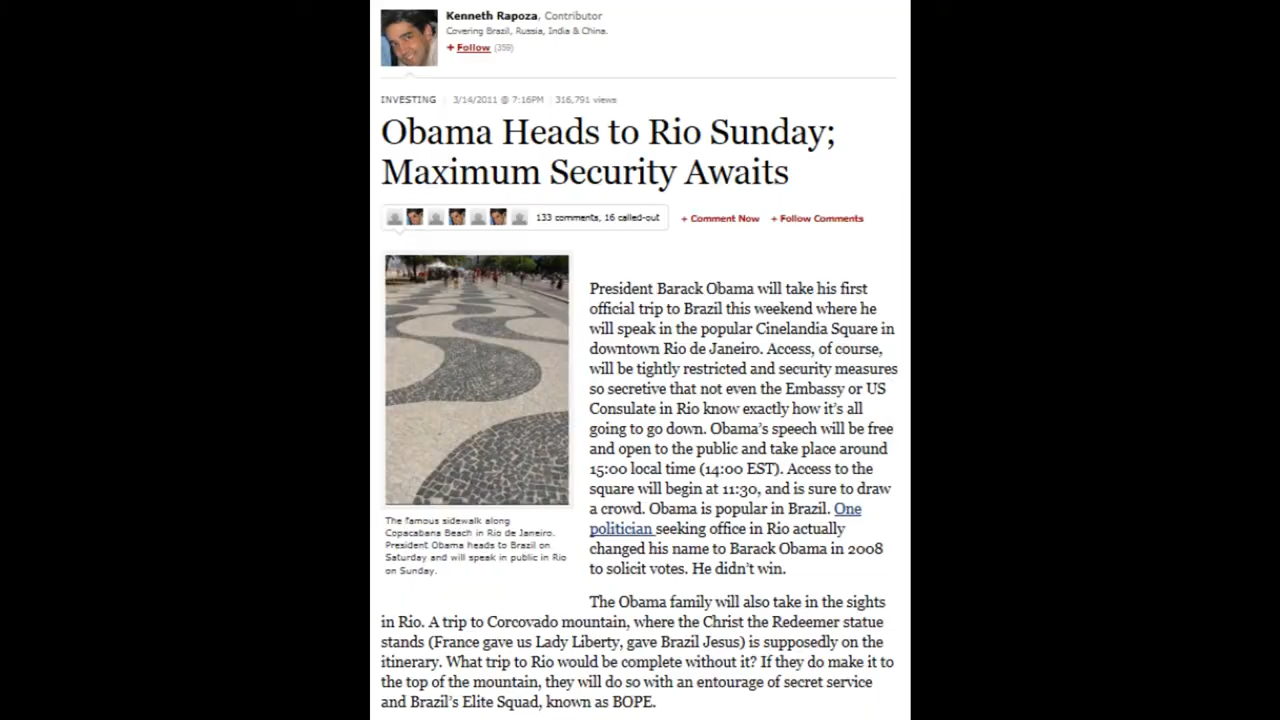 Kenneth Rapoza, Contributor
Covering Brazil, Russia, India & China.
+ Follow (359)
INVESTING | 3/14/2011 @ 7:16PM | 316,791 views
Obama Heads to Rio Sunday;
Maximum Security Awaits
133 comments, 16 called-out + Comment Now + Follow Comments
President Barack Obama will take his first
official trip to Brazil this weekend where he
will speak in the popular Cinelandia Square in
downtown Rio de Janeiro. Access, of course,
will be tightly restricted and security measures
so secretive that not even the Embassy or US
Consulate in Rio know exactly how it's all
going to go down. Obama's speech will be free
and open to the public and take place around
15:00 local time (14:00 EST). Access to the
square will begin at 11:30, and is sure to draw
a crowd. Obama is popular in Brazil. One
politician seeking office in Rio actually
changed his name to Barack Obama in 2008
to solicit votes. He didn't win.
The famous sidewalk along
Copacabana Beach in Rio de Janeiro.
President Obama heads to Brazil on
Saturday and will speak in public in Rio
on Sunday.
The Obama family will also take in the sights
in Rio. A trip to Corcovado mountain, where the Christ the Redeemer statue
stands (France gave us Lady Liberty, gave Brazil Jesus) is supposedly on the
itinerary. What trip to Rio would be complete without it? If they do make it to
the top of the mountain, they will do so with an entourage of secret service
and Brazil's Elite Squad, known as BOPE.